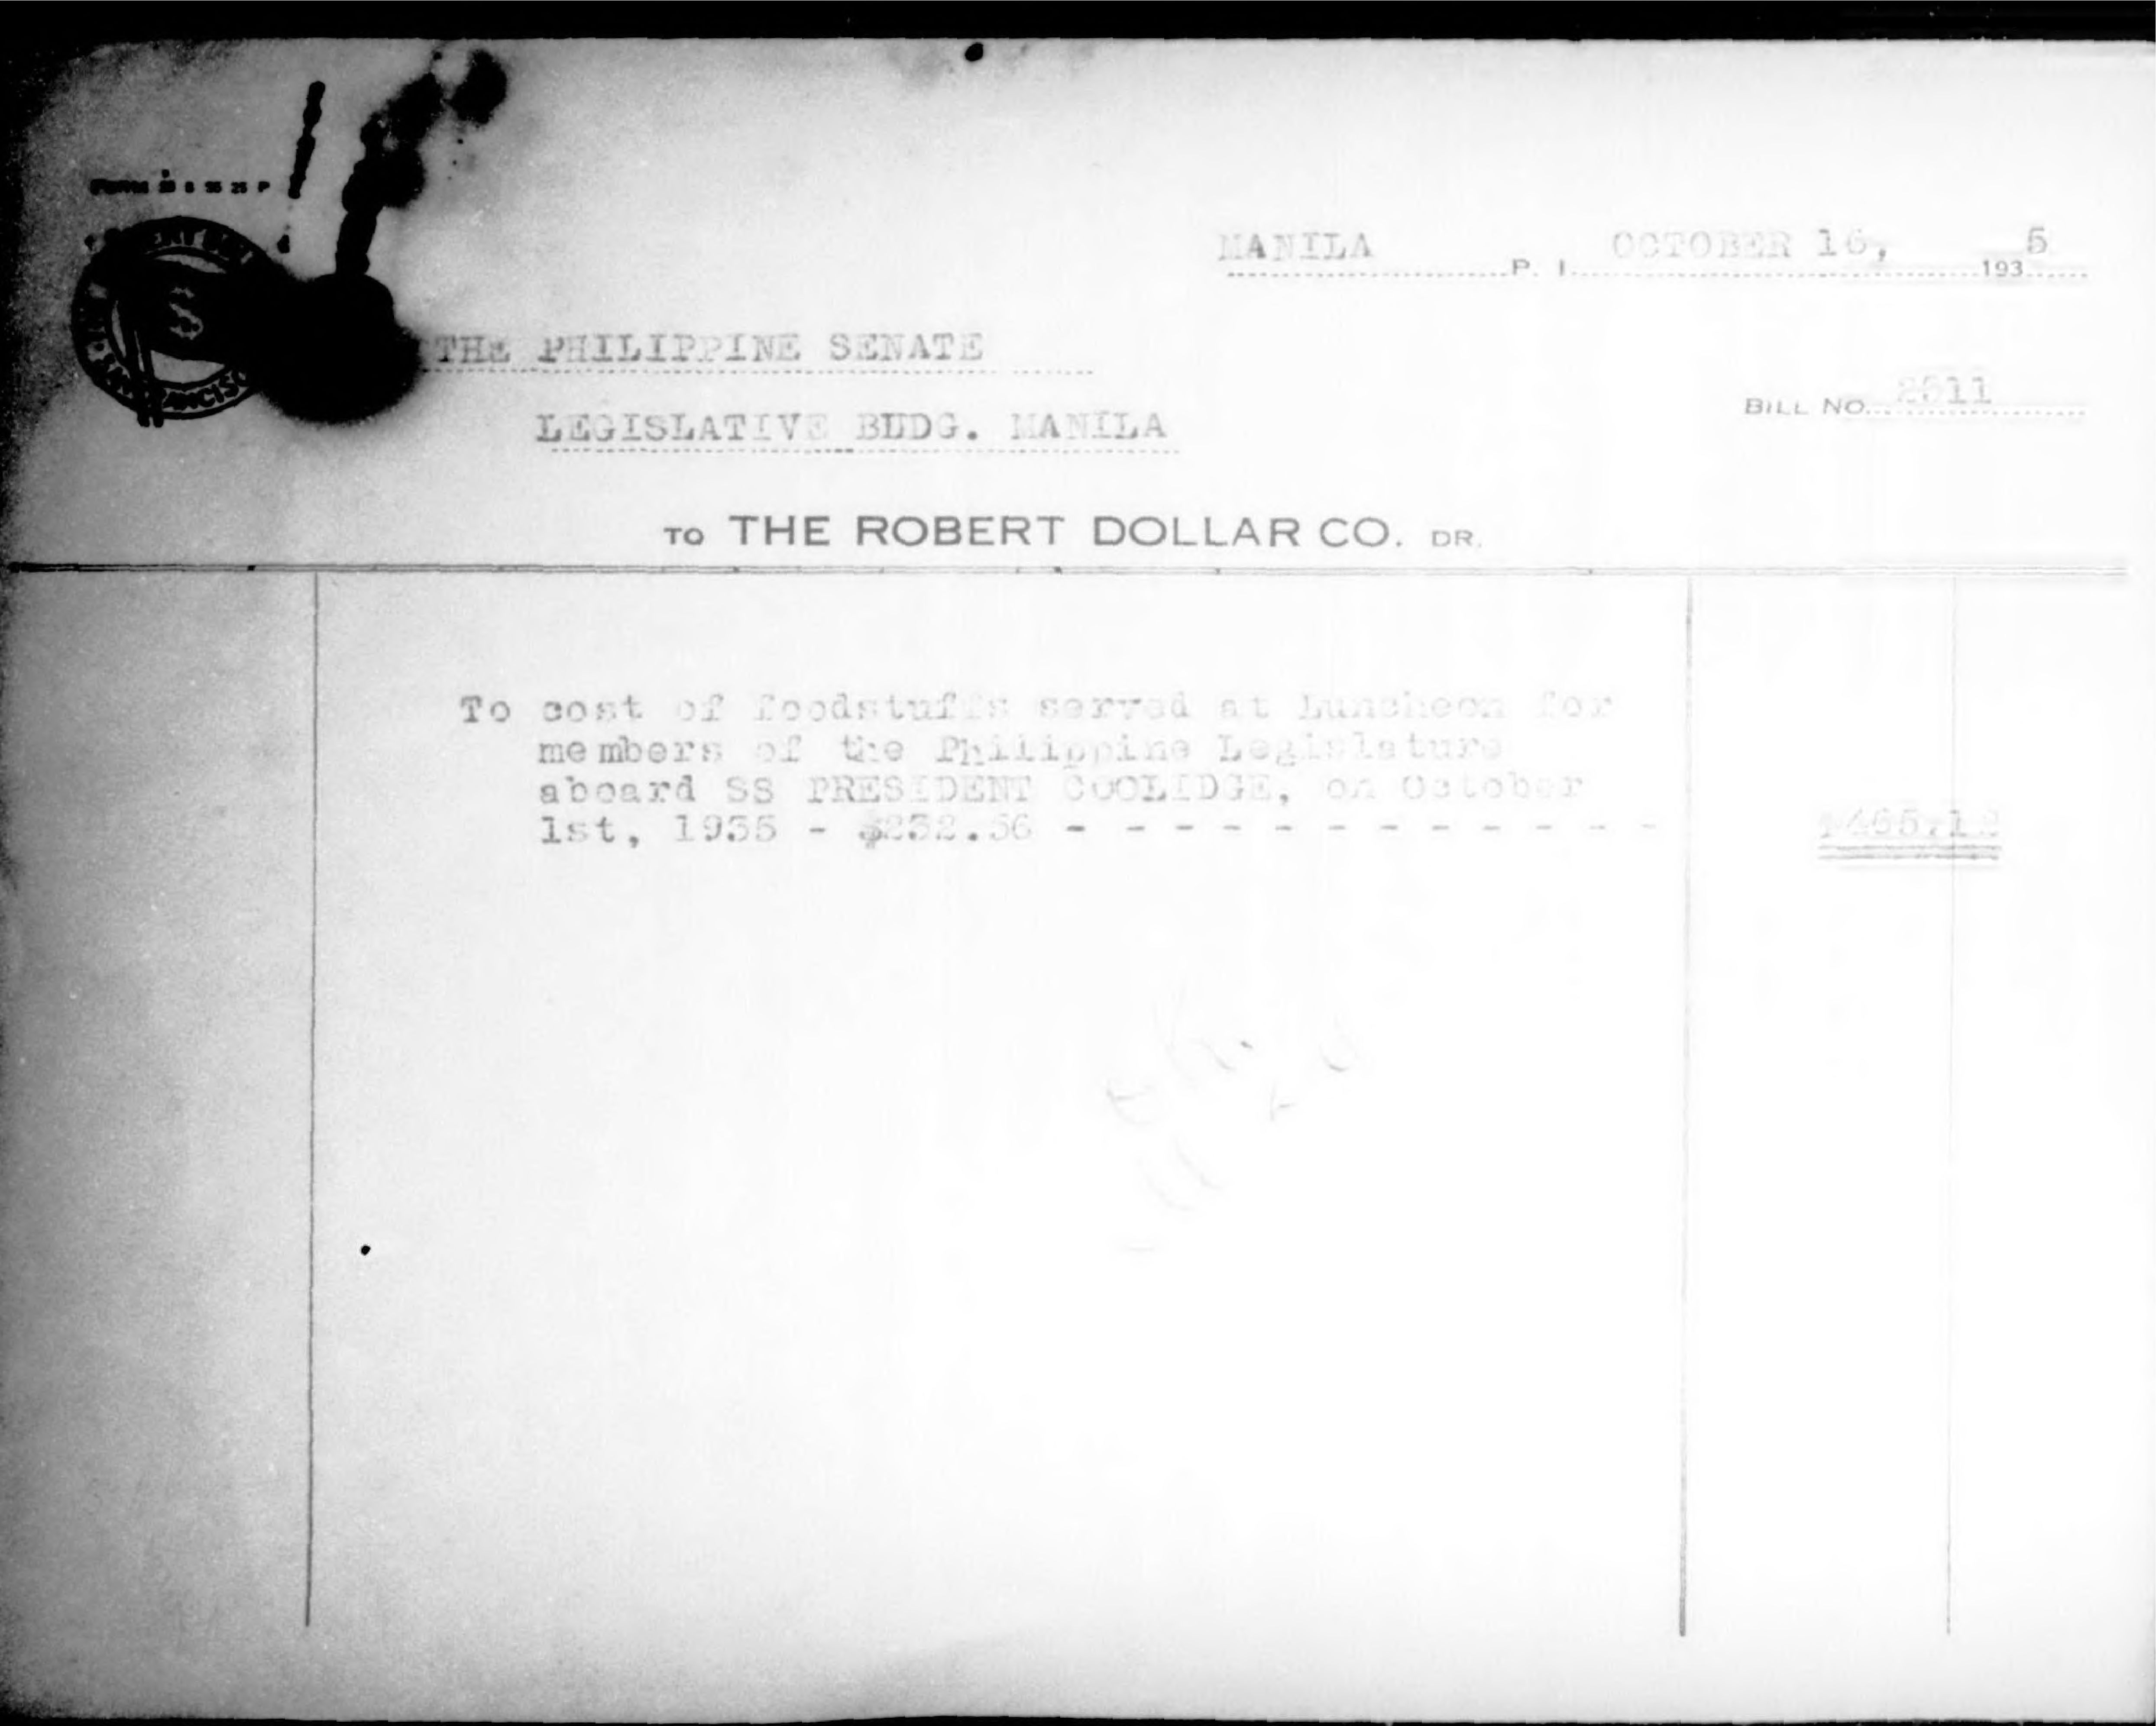 MANILA P. I. OCTOBER 16, 1935
THE PHILIPPINE SENATE
BILL NO.
LEGISLATIVE BLDG. MANILA
TO THE ROBERT DOLLAR CO. DR.
To cost of foodstuffs served at Luncheon for
members of the Philippine Legislature
aboard SS PRESIDENT COOLIDGE, on October
1st, 1935 - $232.56 - - - - - - - - - - - -
465.12